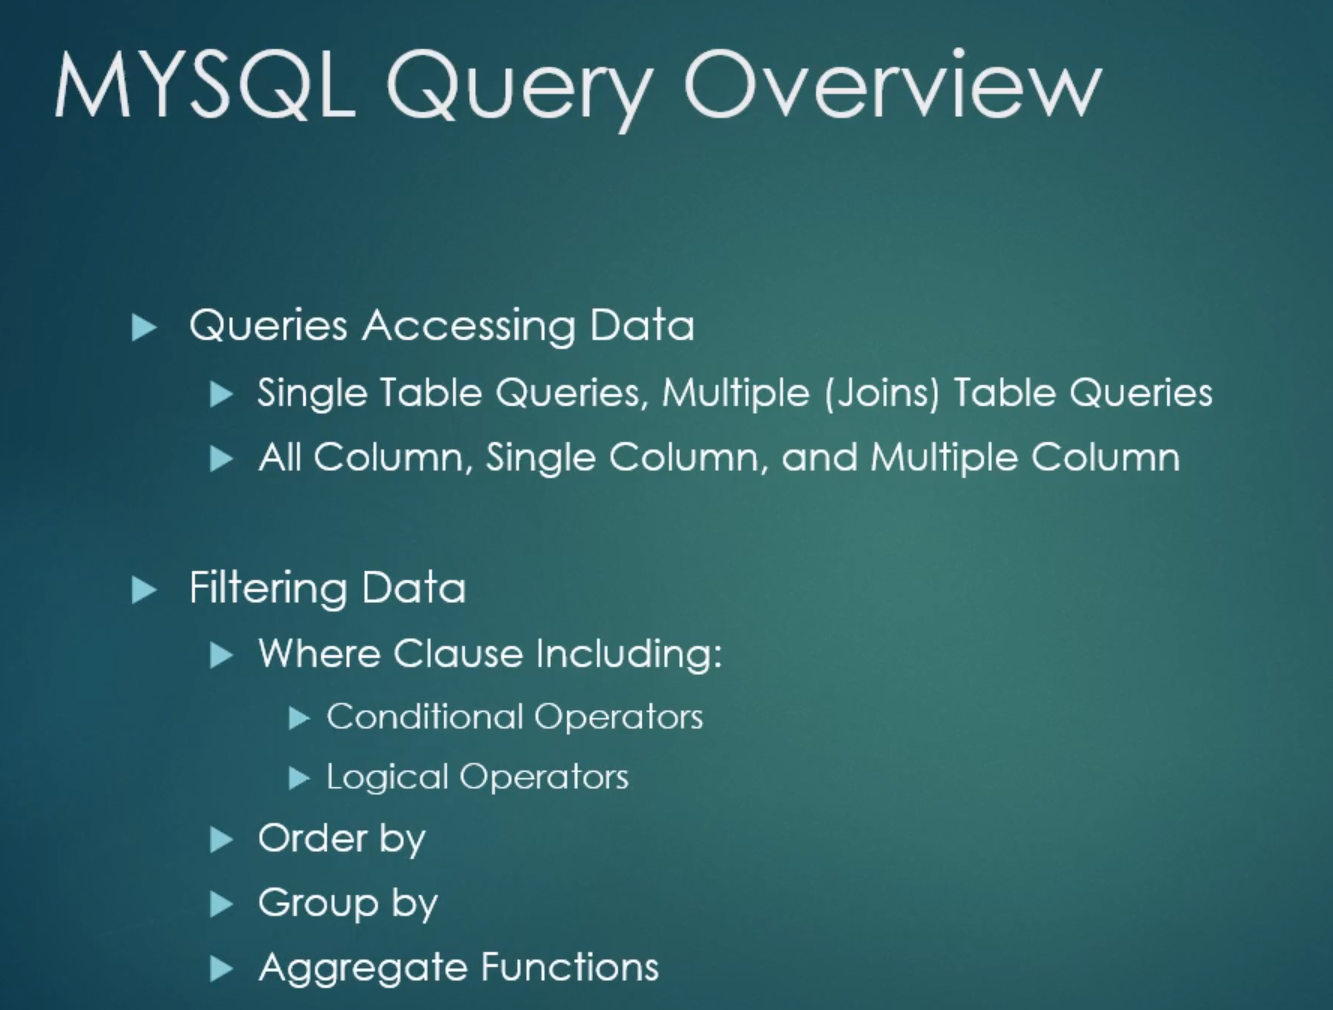 MYSQL Query Overview
Queries Accessing Data
Single Table Queries, Multiple (Joins) Table Queries
All Column, Single Column, and Multiple Column
Filtering Data
Where Clause Including:
Conditional Operators
Logical Operators
Order by
Group by
Aggregate Functions